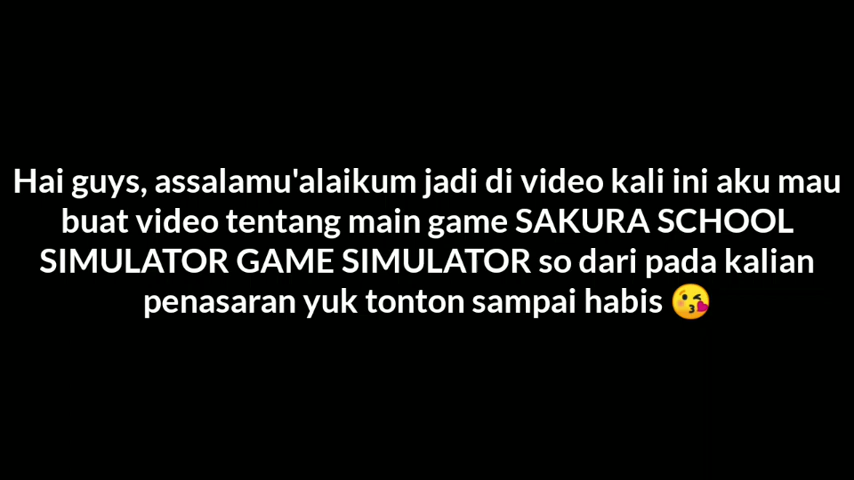 Hai guys, assalamu'alaikum jadi di video kali ini aku mau
buat video tentang main game SAKURA SCHOOL
SIMULATOR GAME SIMULATOR so dari pada kalian
penasaran yuk tonton sampai habis 😘